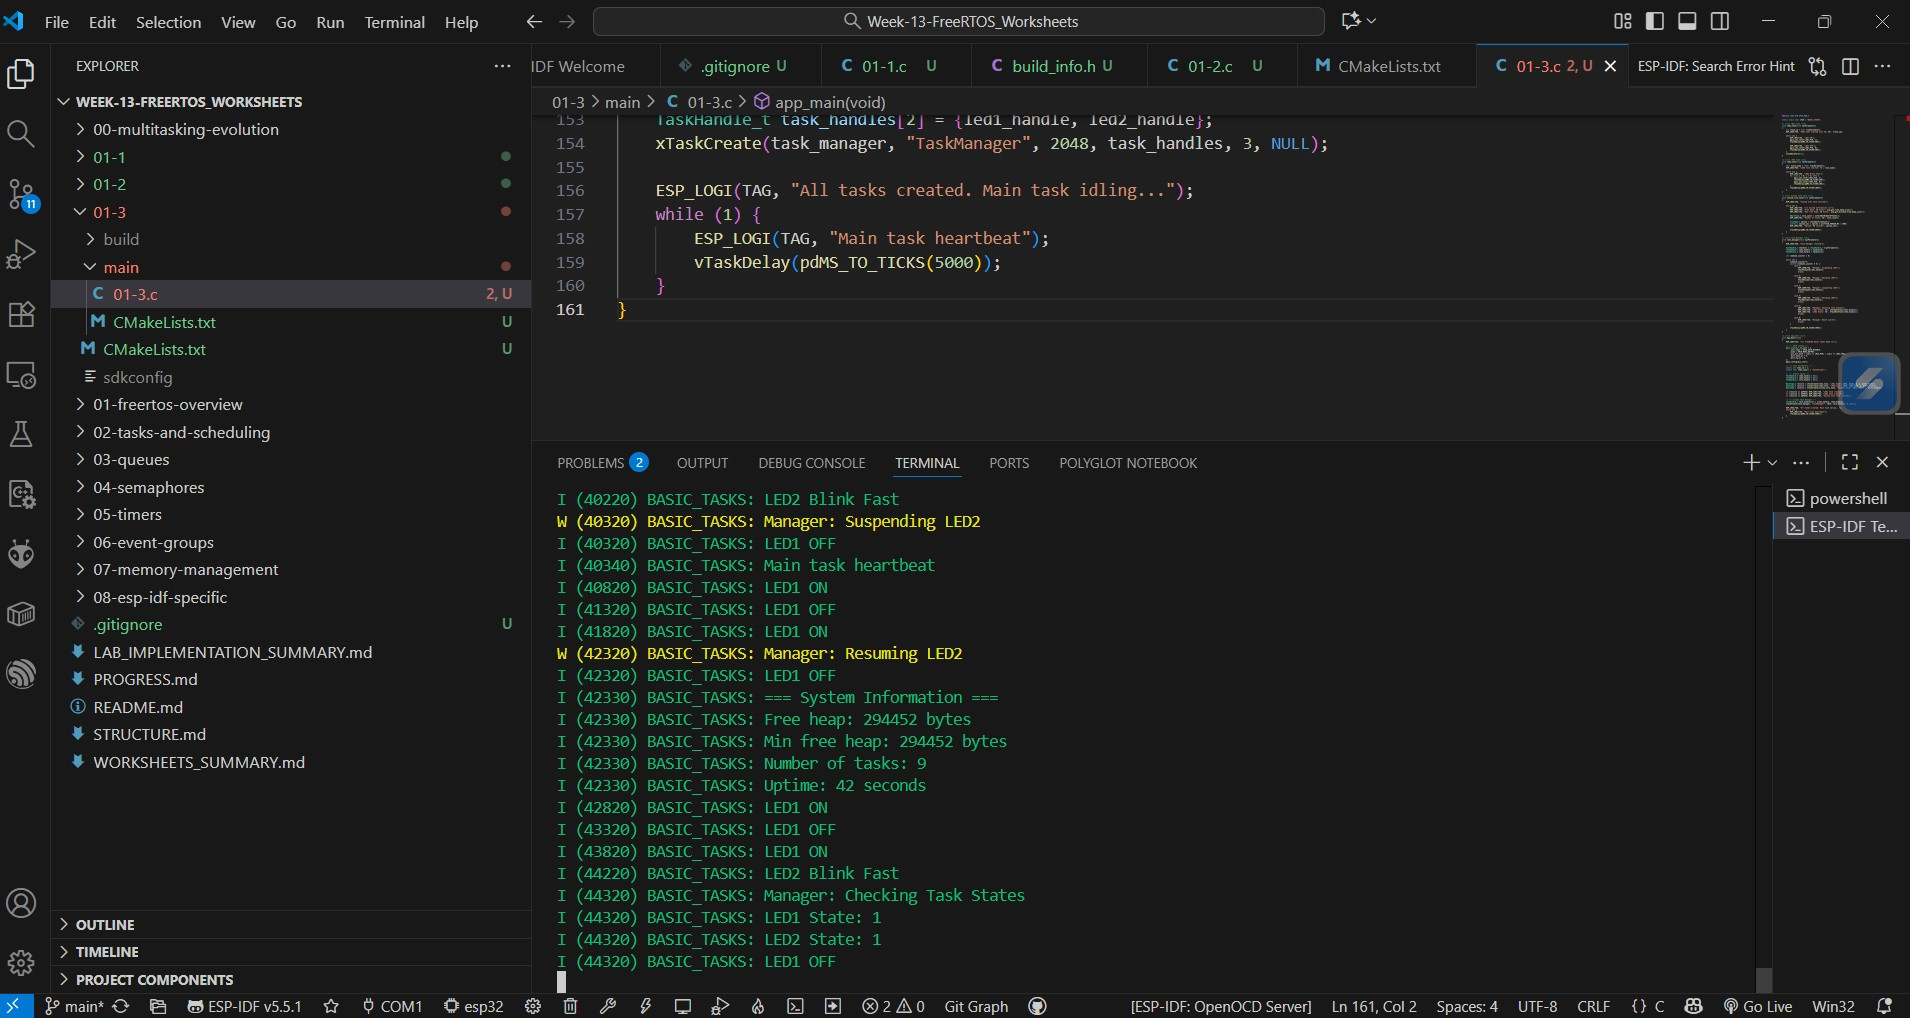 File Edit Selection View Go Run Terminal Help
Week-13-FreeRTOS_Worksheets
EXPLORER
WEEK-13-FREERTOS_WORKSHEETS
00-multitasking-evolution
01-1
01-2
01-3
build
main
01-3.c 2, U
CMakeLists.txt U
CMakeLists.txt U
sdkconfig
01-freertos-overview
02-tasks-and-scheduling
03-queues
04-semaphores
05-timers
06-event-groups
07-memory-management
08-esp-idf-specific
.gitignore U
LAB_IMPLEMENTATION_SUMMARY.md
PROGRESS.md
README.md
STRUCTURE.md
WORKSHEETS_SUMMARY.md
OUTLINE
TIMELINE
PROJECT COMPONENTS
11
IDF Welcome .gitignore U C 01-1.c U C build_info.h U C 01-2.c U M CMakeLists.txt C 01-3.c 2, U ESP-IDF: Search Error Hint
01-3 > main > C 01-3.c > app_main(void)
153 TaskHandle_t task_handles[2] = {led1_handle, led2_handle};
154 xTaskCreate(task_manager, "TaskManager", 2048, task_handles, 3, NULL);
155
156 ESP_LOGI(TAG, "All tasks created. Main task idling...");
157 while (1) {
158 ESP_LOGI(TAG, "Main task heartbeat");
159 vTaskDelay(pdMS_TO_TICKS(5000));
160 }
161 }
PROBLEMS 2 OUTPUT DEBUG CONSOLE TERMINAL PORTS POLYGLOT NOTEBOOK
I (40220) BASIC_TASKS: LED2 Blink Fast
W (40320) BASIC_TASKS: Manager: Suspending LED2
I (40320) BASIC_TASKS: LED1 OFF
I (40340) BASIC_TASKS: Main task heartbeat
I (40820) BASIC_TASKS: LED1 ON
I (41320) BASIC_TASKS: LED1 OFF
I (41820) BASIC_TASKS: LED1 ON
W (42320) BASIC_TASKS: Manager: Resuming LED2
I (42320) BASIC_TASKS: LED1 OFF
I (42330) BASIC_TASKS: === System Information ===
I (42330) BASIC_TASKS: Free heap: 294452 bytes
I (42330) BASIC_TASKS: Min free heap: 294452 bytes
I (42330) BASIC_TASKS: Number of tasks: 9
I (42330) BASIC_TASKS: Uptime: 42 seconds
I (42820) BASIC_TASKS: LED1 ON
I (43320) BASIC_TASKS: LED1 OFF
I (43820) BASIC_TASKS: LED1 ON
I (44220) BASIC_TASKS: LED2 Blink Fast
I (44320) BASIC_TASKS: Manager: Checking Task States
I (44320) BASIC_TASKS: LED1 State: 1
I (44320) BASIC_TASKS: LED2 State: 1
I (44320) BASIC_TASKS: LED1 OFF
powershell
ESP-IDF Te...
main* ESP-IDF v5.5.1 COM1 esp32 2 0 Git Graph [ESP-IDF: OpenOCD Server] Ln 161, Col 2 Spaces: 4 UTF-8 CRLF {} C Go Live Win32